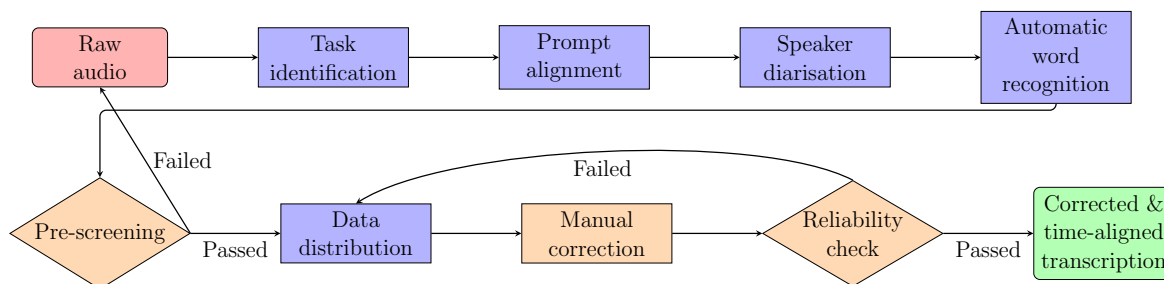 Raw
audio
Task
identification
Prompt
alignment
Speaker
diarisation
Automatic
word
recognition
Failed
Pre-screening
Passed
Data
distribution
Manual
correction
Failed
Reliability
check
Passed
Corrected &
time-aligned
transcription